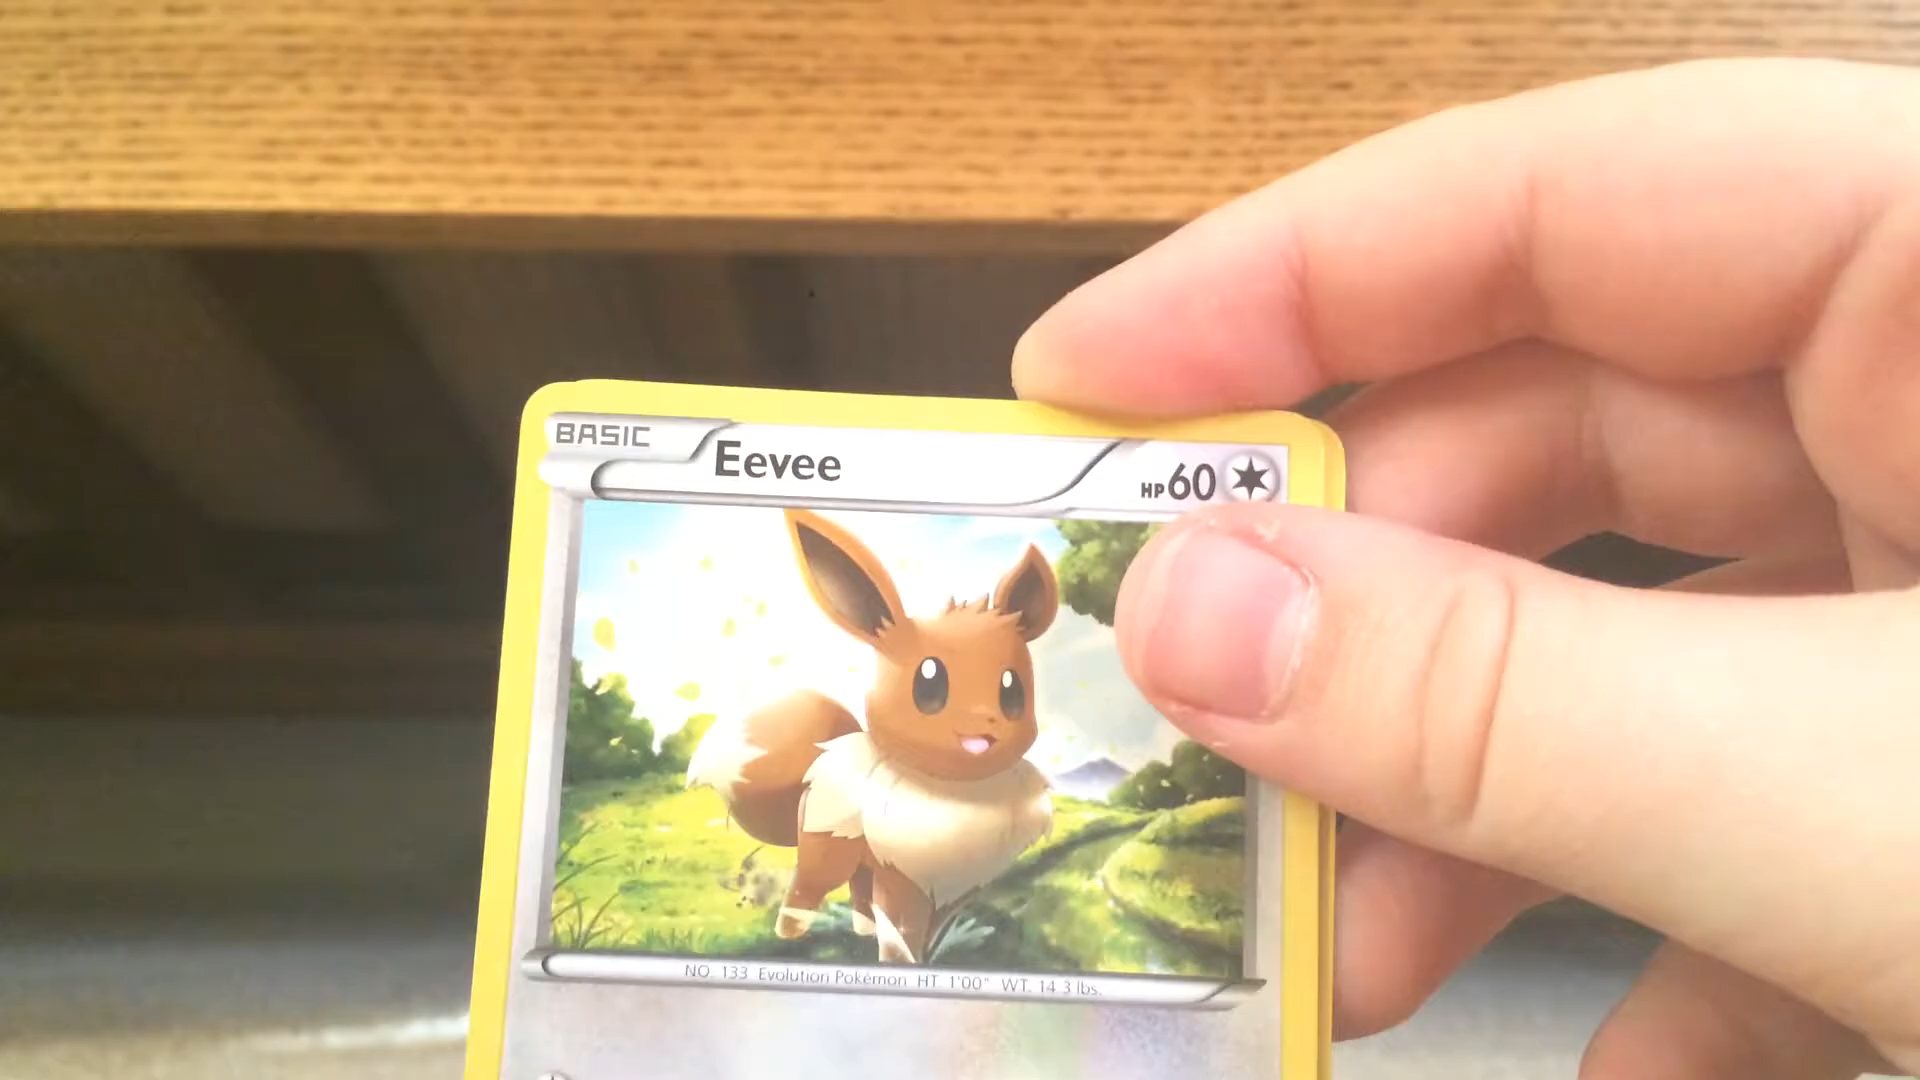 BASIC
Eevee
HP60
NO. 133 Evolution Pokémon HT. 1'00" WT. 14.3 lbs.